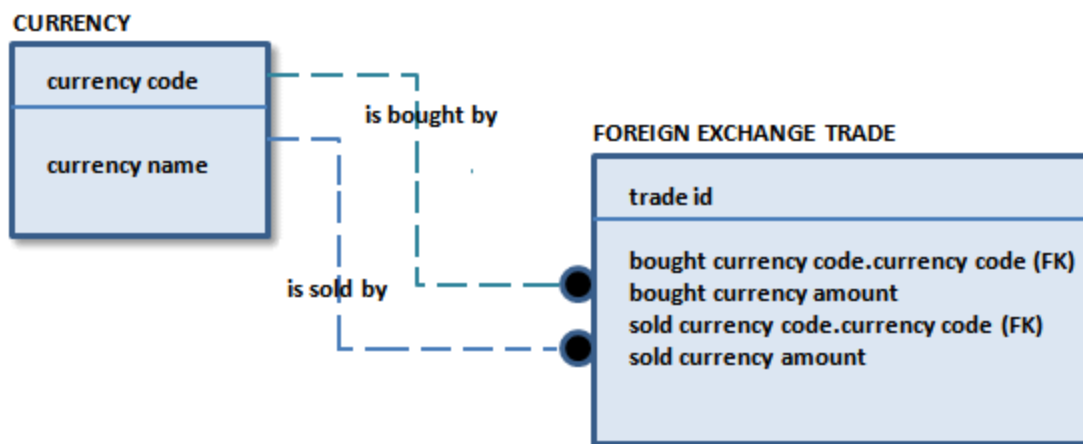 CURRENCY
currency code
currency name
is bought by
is sold by
FOREIGN EXCHANGE TRADE
trade id
bought currency code.currency code (FK)
bought currency amount
sold currency code.currency code (FK)
sold currency amount